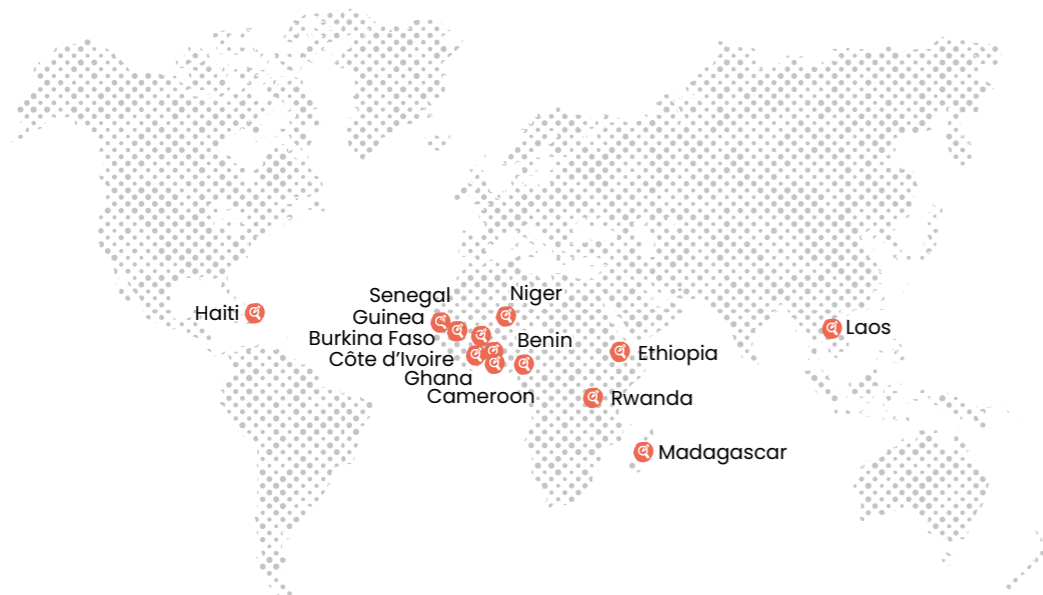 Senegal
Niger
Haiti
Guinea
Laos
Burkina Faso
Benin
Côte d’Ivoire
Ethiopia
Ghana
Cameroon
Rwanda
Madagascar